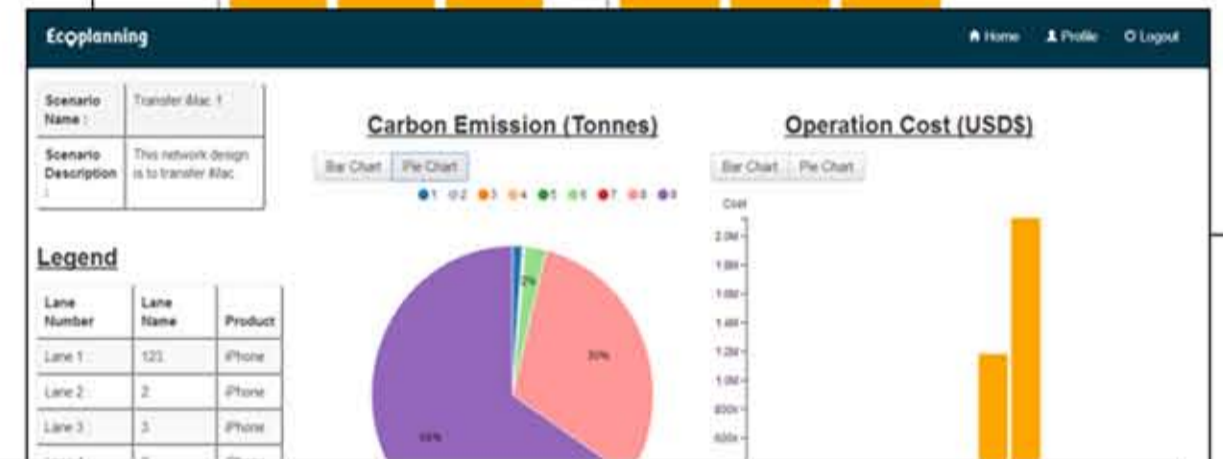 Ecoplanning
Home Profile Logout
Scenario Name :
Transfer iMac 1
Scenario Description :
This network design is to transfer iMac
Carbon Emission (Tonnes)
Bar Chart Pie Chart
1 2 3 4 5 6 7 8 9
2%
30%
66%
Operation Cost (USD$)
Bar Chart Pie Chart
Cost
2.0M
1.8M
1.6M
1.4M
1.2M
1.0M
800k
600k
Legend
Lane Number Lane Name Product
Lane 1 123 iPhone
Lane 2 2 iPhone
Lane 3 3 iPhone